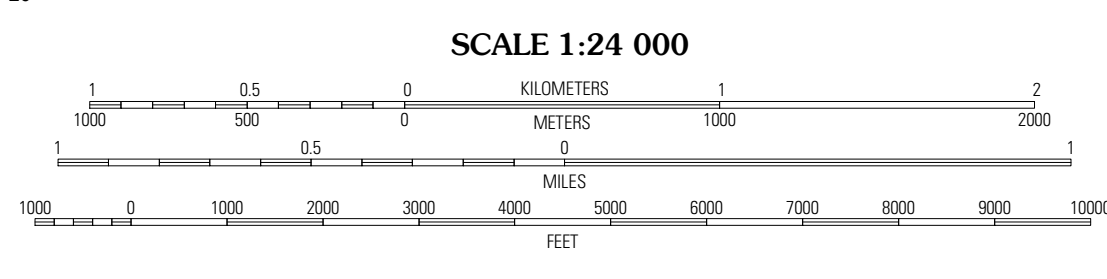 SCALE 1:24 000
1 0.5 0 KILOMETERS 1 2
1000 500 0 METERS 1000 2000
1 0.5 0 1
MILES
1000 0 1000 2000 3000 4000 5000 6000 7000 8000 9000 10000
FEET